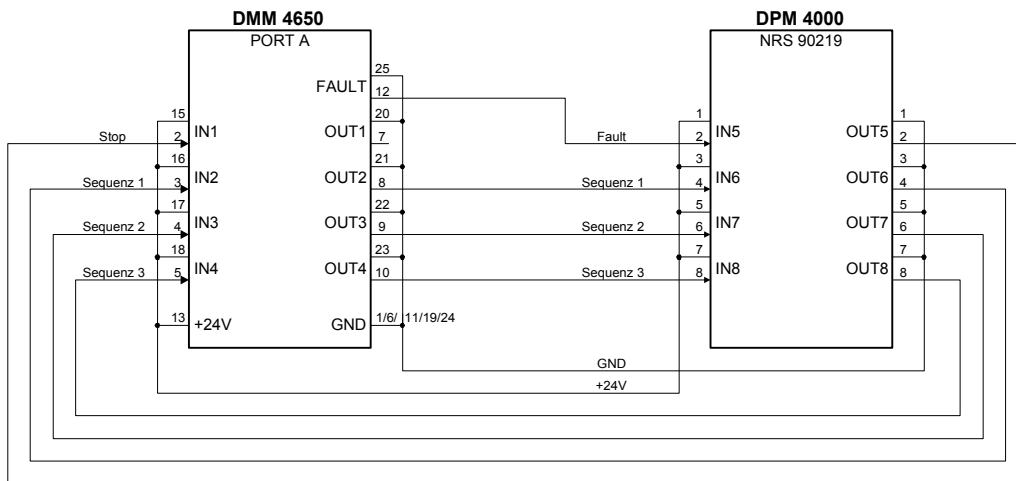 DMM 4650
PORT A
DPM 4000
NRS 90219
25
FAULT
12
15
20
IN1
OUT1
Stop
2
7
16
21
IN2
OUT2
Sequenz 1
3
8
17
22
IN3
OUT3
Sequenz 2
4
9
18
23
IN4
OUT4
Sequenz 3
5
10
13
+24V
GND
1/6/ 11/19/24
Fault
Sequenz 1
Sequenz 2
Sequenz 3
GND
+24V
1
IN5
2
3
IN6
4
5
IN7
6
7
IN8
8
1
OUT5
2
3
OUT6
4
5
OUT7
6
7
OUT8
8